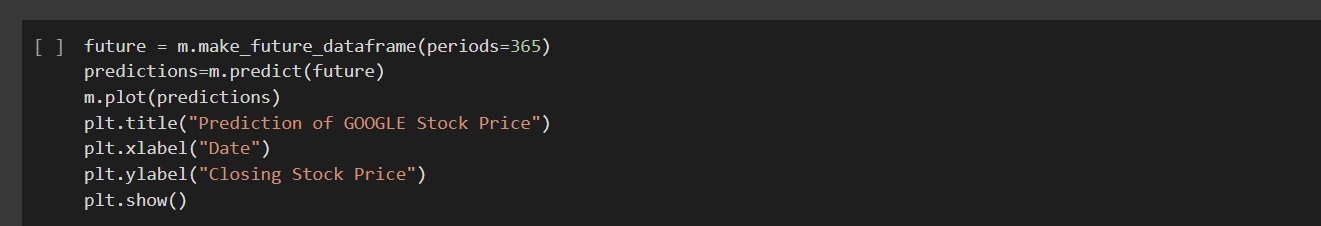 [ ] future = m.make_future_dataframe(periods=365)
predictions=m.predict(future)
m.plot(predictions)
plt.title("Prediction of GOOGLE Stock Price")
plt.xlabel("Date")
plt.ylabel("Closing Stock Price")
plt.show()